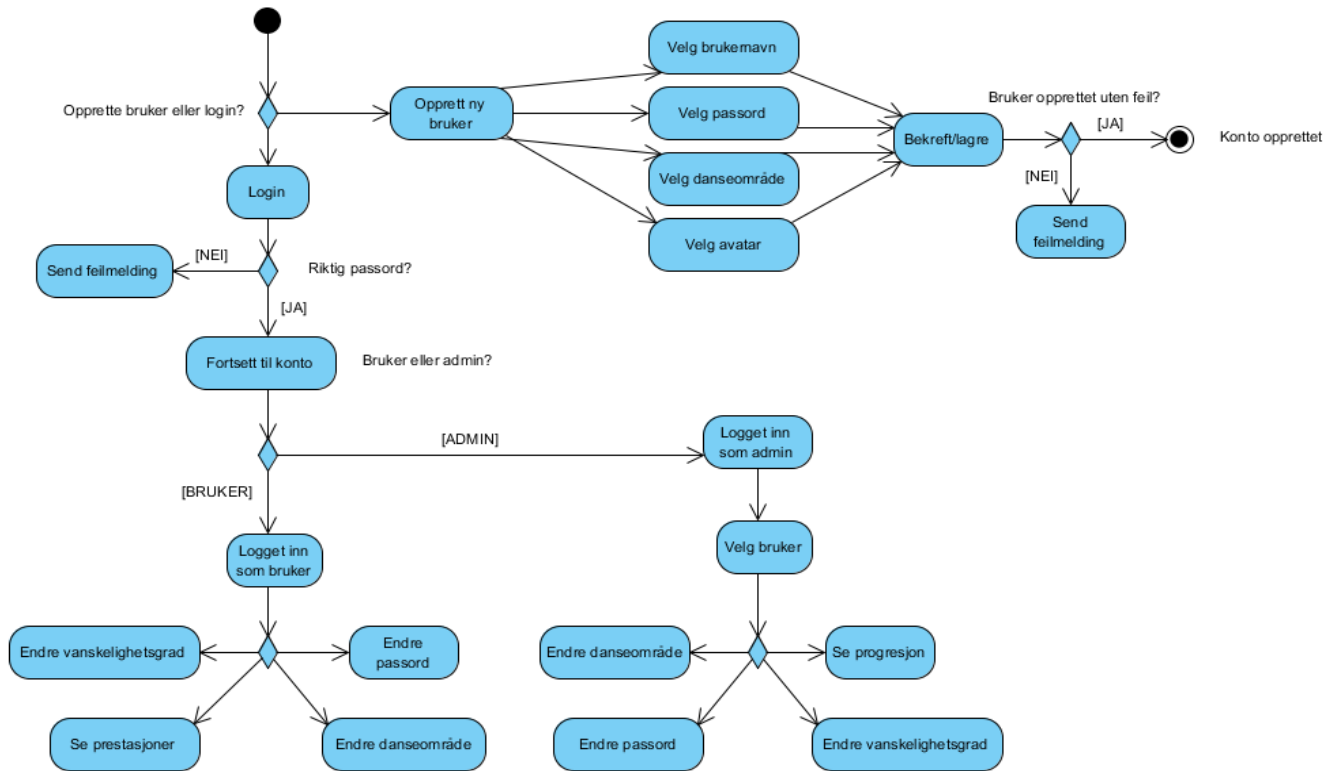 Velg brukernavn
Opprette bruker eller login?
Opprett ny
bruker
Velg passord
Bruker opprettet uten feil?
[JA]
Bekreft/lagre
Konto opprettet
Velg danseområde
[NEI]
Login
Send
feilmelding
Velg avatar
[NEI]
Send feilmelding
Riktig passord?
[JA]
Fortsett til konto
Bruker eller admin?
[ADMIN]
Logget inn
som admin
[BRUKER]
Logget inn
som bruker
Velg bruker
Endre vanskelighetsgrad
Endre
passord
Endre danseområde
Se progresjon
Se prestasjoner
Endre danseområde
Endre passord
Endre vanskelighetsgrad